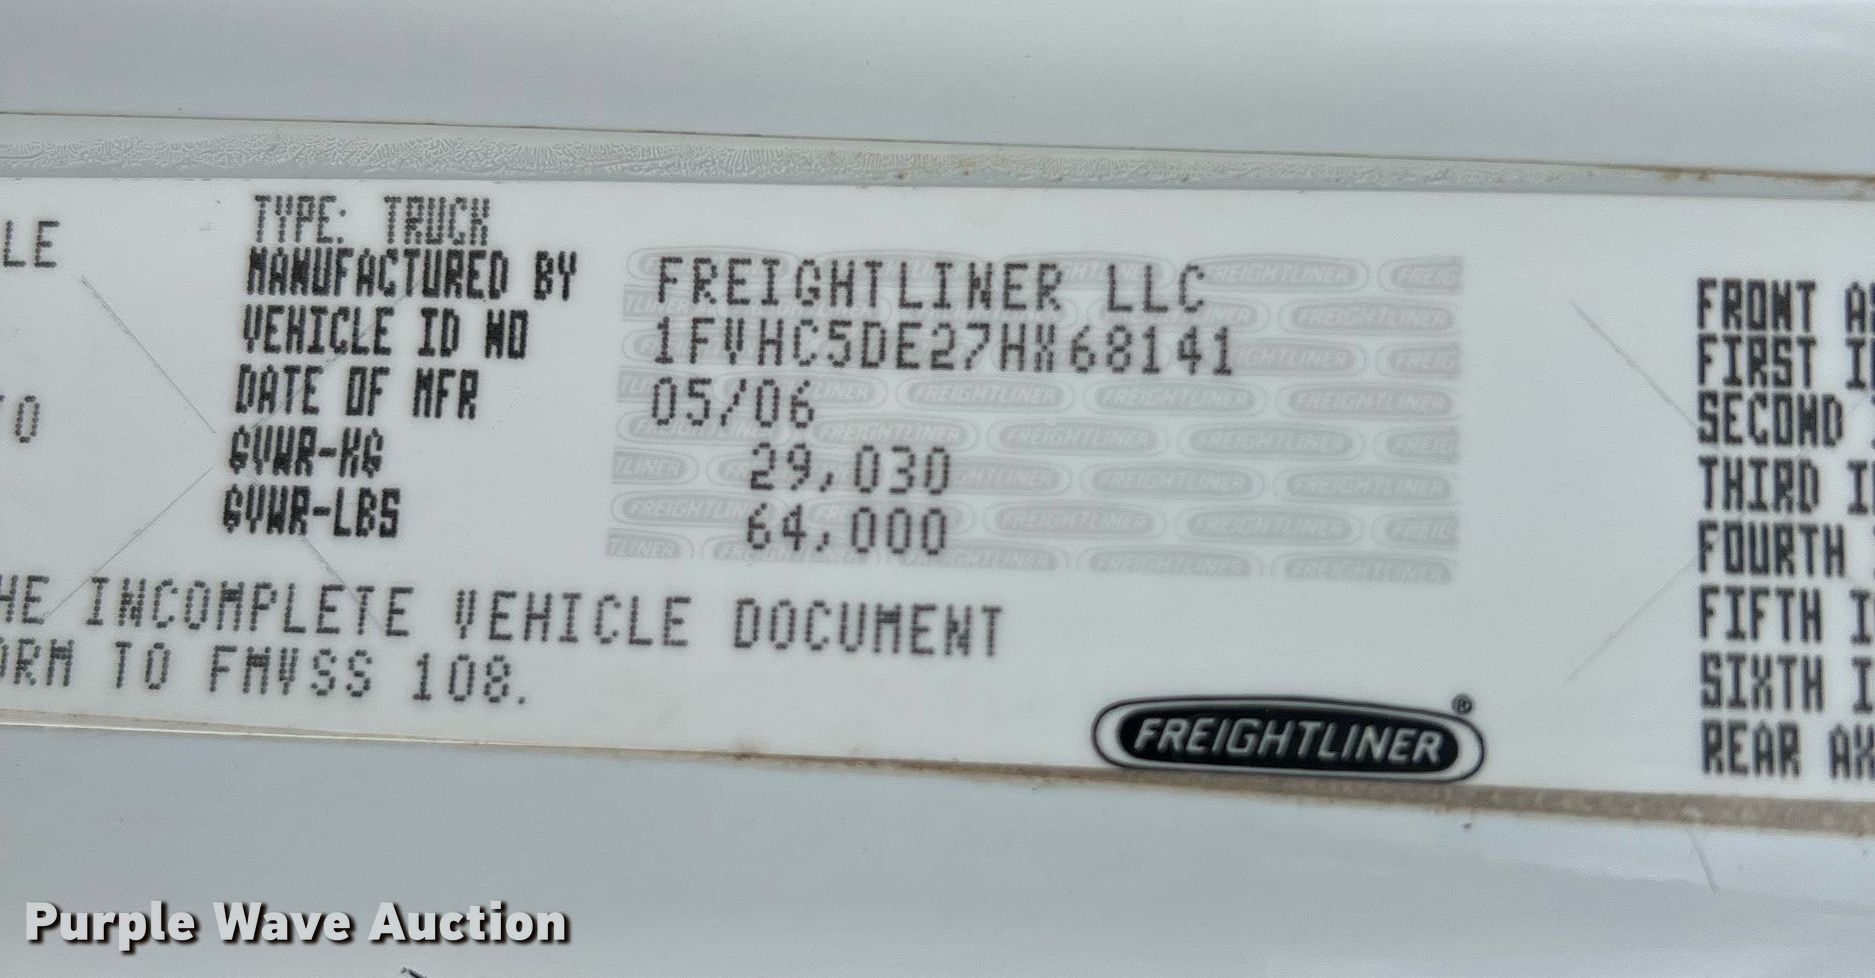 LE
TYPE: TRUCK
MANUFACTURED BY FREIGHTLINER LLC
VEHICLE ID NO 1FVHC5DE27HX68141
DATE OF MFR 05/06
GVWR-KG 29,030
GVWR-LBS 64,000
HE INCOMPLETE VEHICLE DOCUMENT
ORM TO FMVSS 108.
FREIGHTLINER®
FRONT A
FIRST I
SECOND
THIRD I
FOURTH
FIFTH I
SIXTH I
REAR AX
Purple Wave Auction